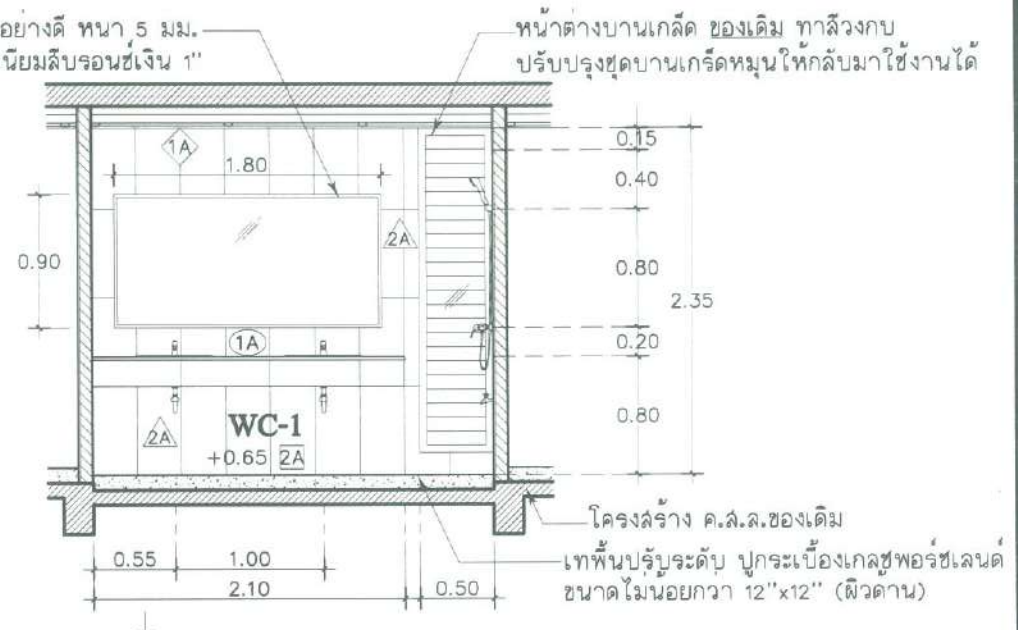 อย่างดี หนา 5 มม.
นียมลีบรอนซ์เงิน 1"
หน้าต่างบานเกล็ด ของเดิม ทาสีวงกบ
ปรับปรุงชุดบานเกร็ดหมุนให้กลับมาใช้งานได้
1A
1.80
0.15
0.40
2A
0.90
0.80
2.35
1A
0.20
WC-1
2A
0.80
+0.65 2A
โครงสร้าง ค.ส.ล.ของเดิม
0.55
1.00
เทพื้นปรับระดับ ปูกระเบื้องเกลซพอร์ซเลนด์
2.10
0.50
ขนาดไม่น้อยกว่า 12"x12" (ผิวด้าน)